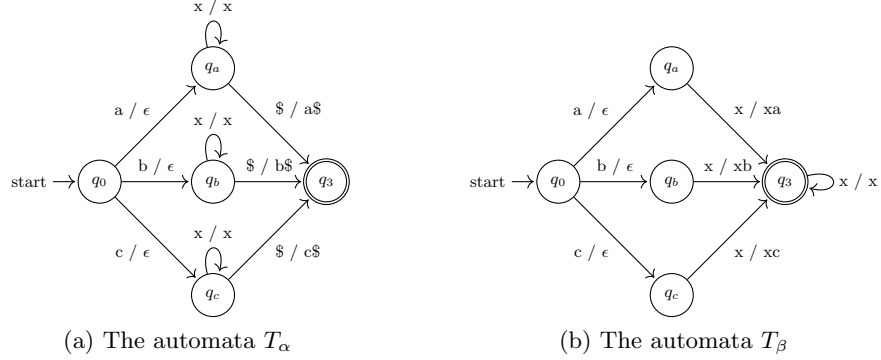 x / x
q_a
a / ϵ
$ / a$
x / x
start
q_0
b / ϵ
q_b
$ / b$
q_3
x / x
c / ϵ
$ / c$
q_c
(a) The automata T_α
q_a
a / ϵ
x / xa
start
q_0
b / ϵ
q_b
x / xb
q_3
x / x
c / ϵ
x / xc
q_c
(b) The automata T_β